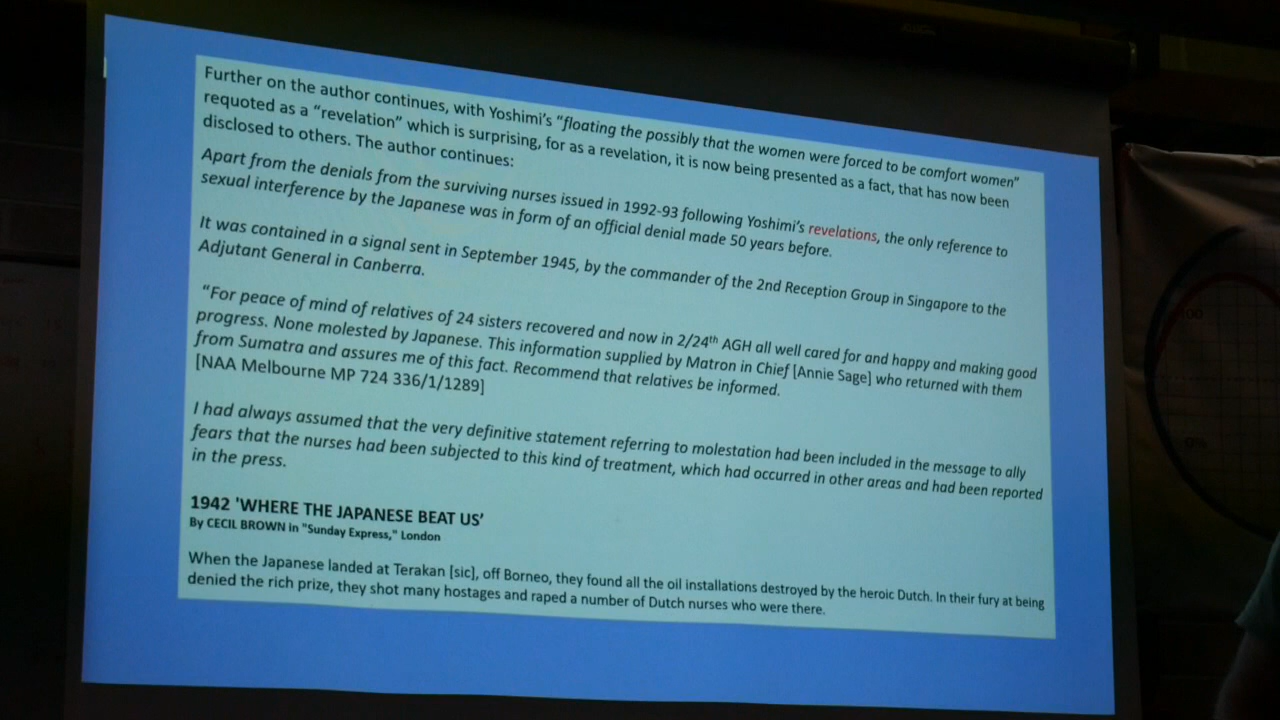 Further on the author continues, with Yoshimi's "floating the possibly that the women were forced to be comfort women"
requoted as a "revelation" which is surprising, for as a revelation, it is now being presented as a fact, that has now been
disclosed to others. The author continues:
Apart from the denials from the surviving nurses issued in 1992-93 following Yoshimi's revelations, the only reference to
sexual interference by the Japanese was in form of an official denial made 50 years before.
It was contained in a signal sent in September 1945, by the commander of the 2nd Reception Group in Singapore to the
Adjutant General in Canberra.
"For peace of mind of relatives of 24 sisters recovered and now in 2/24th AGH all well cared for and happy and making good
progress. None molested by Japanese. This information supplied by Matron in Chief [Annie Sage] who returned with them
from Sumatra and assures me of this fact. Recommend that relatives be informed.
[NAA Melbourne MP 724 336/1/1289]
I had always assumed that the very definitive statement referring to molestation had been included in the message to ally
fears that the nurses had been subjected to this kind of treatment, which had occurred in other areas and had been reported
in the press.
1942 'WHERE THE JAPANESE BEAT US'
By CECIL BROWN in "Sunday Express," London
When the Japanese landed at Terakan [sic], off Borneo, they found all the oil installations destroyed by the heroic Dutch. In their fury at being
denied the rich prize, they shot many hostages and raped a number of Dutch nurses who were there.